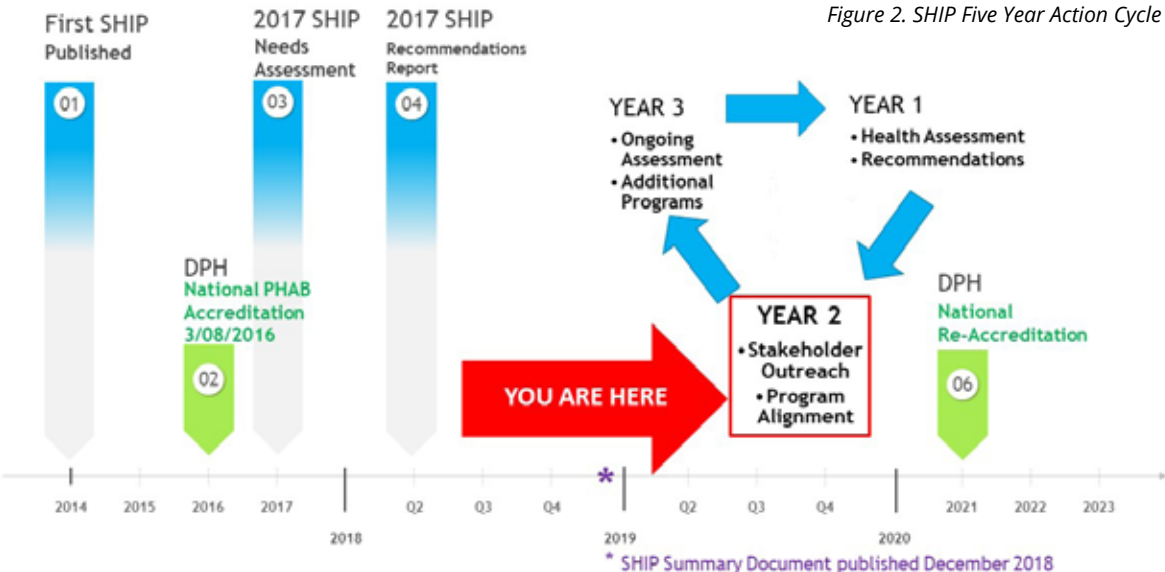 Figure 2. SHIP Five Year Action Cycle
First SHIP
Published
01
2017 SHIP
Needs
Assessment
03
2017 SHIP
Recommendations
Report
04
YEAR 3
• Ongoing
Assessment
• Additional
Programs
YEAR 1
• Health Assessment
• Recommendations
DPH
National PHAB
Accreditation
3/08/2016
02
YOU ARE HERE
YEAR 2
• Stakeholder
Outreach
• Program
Alignment
DPH
National
Re-Accreditation
06
*
2014
2015
2016
2017
2018
Q2
Q3
Q4
2019
Q2
Q3
Q4
2020
2021
2022
2023
* SHIP Summary Document published December 2018